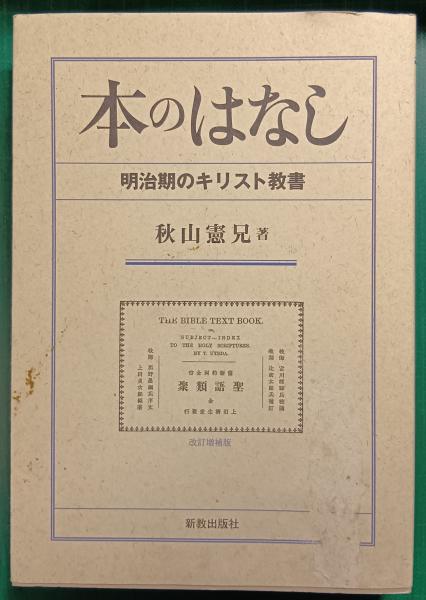 本のはなし
明治期のキリスト教書
秋山憲兄 著
THE BIBLE TEXT BOOK.
OR,
SUBJECT—INDEX
TO THE HOLY SCRIPTURES.
BY T. UYEDA.
聖語類聚
全
改訂増補版
新教出版社